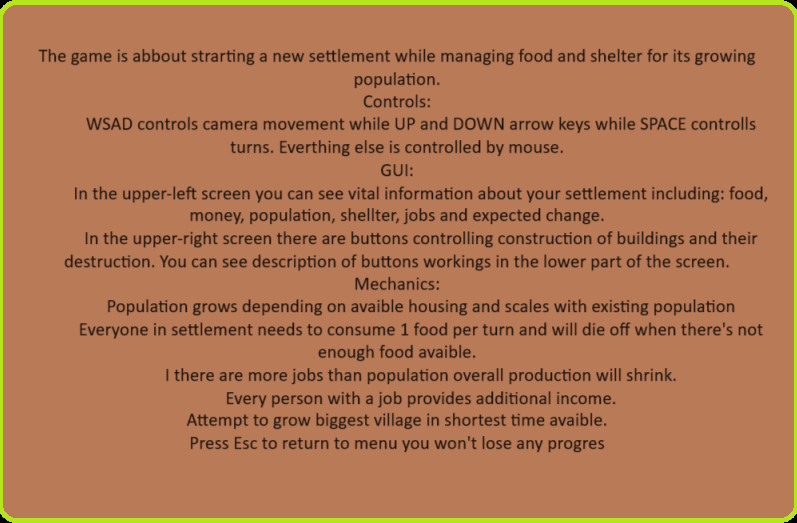 The game is abbout strarting a new settlement while managing food and shelter for its growing
population.
Controls:
WSAD controls camera movement while UP and DOWN arrow keys while SPACE controlls
turns. Everthing else is controlled by mouse.
GUI:
In the upper-left screen you can see vital information about your settlement including: food,
money, population, shellter, jobs and expected change.
In the upper-right screen there are buttons controlling construction of buildings and their
destruction. You can see description of buttons workings in the lower part of the screen.
Mechanics:
Population grows depending on avaible housing and scales with existing population
Everyone in settlement needs to consume 1 food per turn and will die off when there's not
enough food avaible.
I there are more jobs than population overall production will shrink.
Every person with a job provides additional income.
Attempt to grow biggest village in shortest time avaible.
Press Esc to return to menu you won't lose any progres